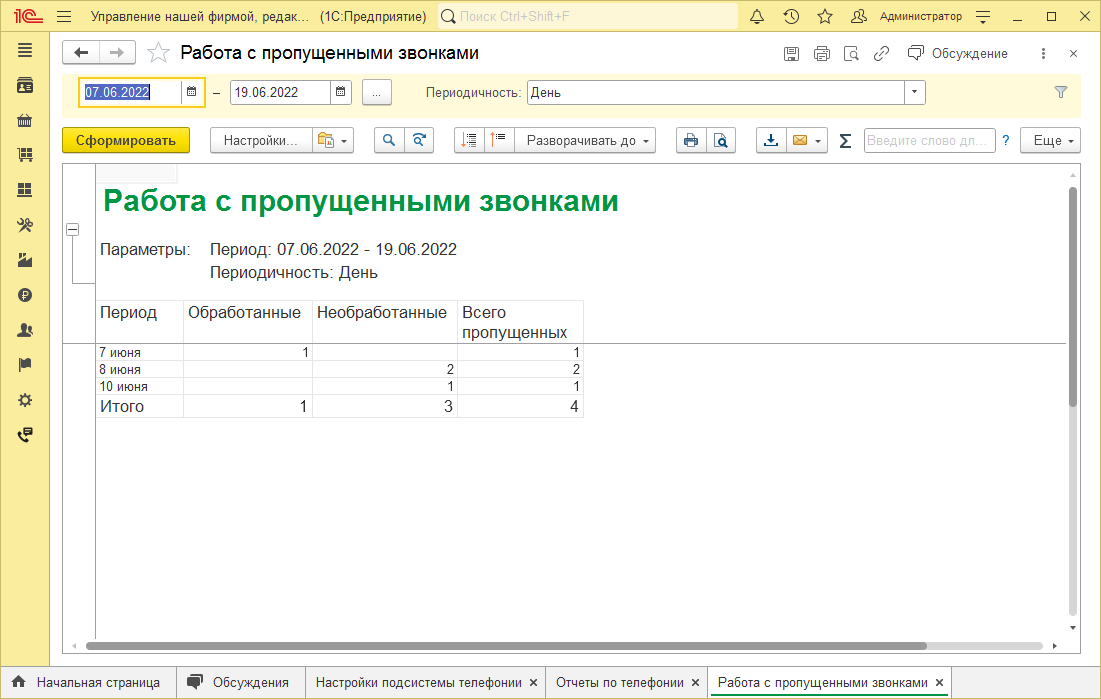 1С Управление нашей фирмой, редак... (1С:Предприятие) Поиск Ctrl+Shift+F Администратор
Работа с пропущенными звонками Обсуждение
07.06.2022 – 19.06.2022 ... Периодичность: День
Сформировать Настройки... Разворачивать до Σ Введите слово дл... ? Еще
Работа с пропущенными звонками
Параметры: Период: 07.06.2022 - 19.06.2022
Периодичность: День
Период Обработанные Необработанные Всего
пропущенных
7 июня 1 1
8 июня 2 2
10 июня 1 1
Итого 1 3 4
Начальная страница Обсуждения Настройки подсистемы телефонии × Отчеты по телефонии × Работа с пропущенными звонками ×